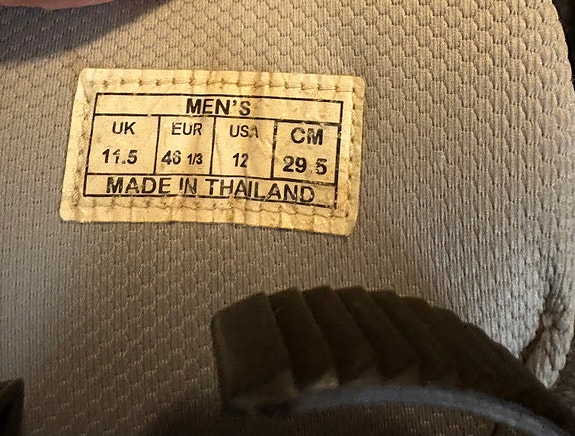 MEN'S
UK EUR USA CM
11.5 46 1/3 12 29.5
MADE IN THAILAND